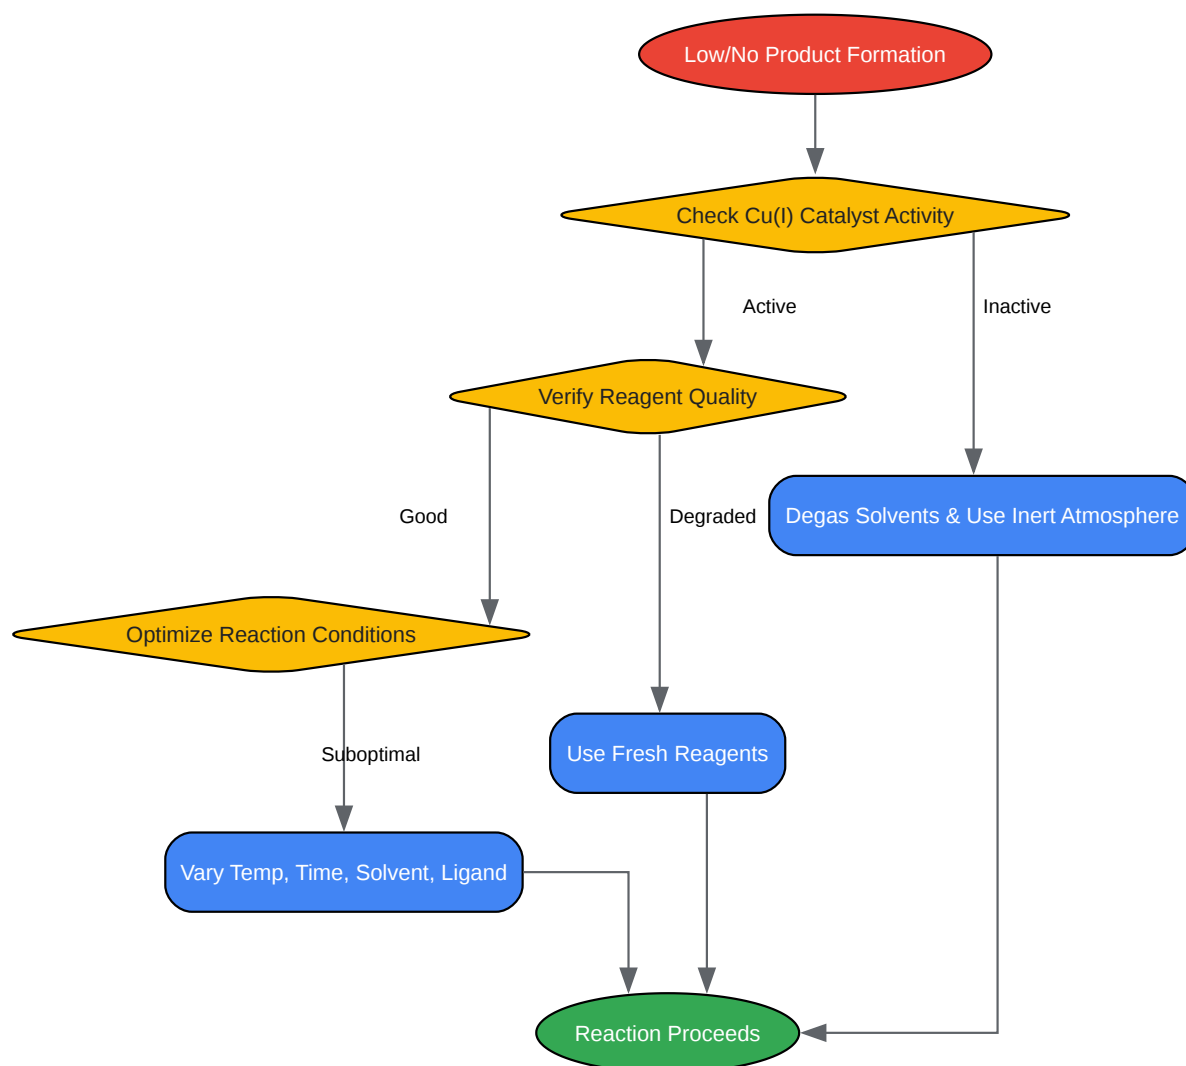 Low/No Product Formation
Check Cu(I) Catalyst Activity
Active
Inactive
Verify Reagent Quality
Good
Degraded
Degas Solvents & Use Inert Atmosphere
Optimize Reaction Conditions
Suboptimal
Use Fresh Reagents
Vary Temp, Time, Solvent, Ligand
Reaction Proceeds